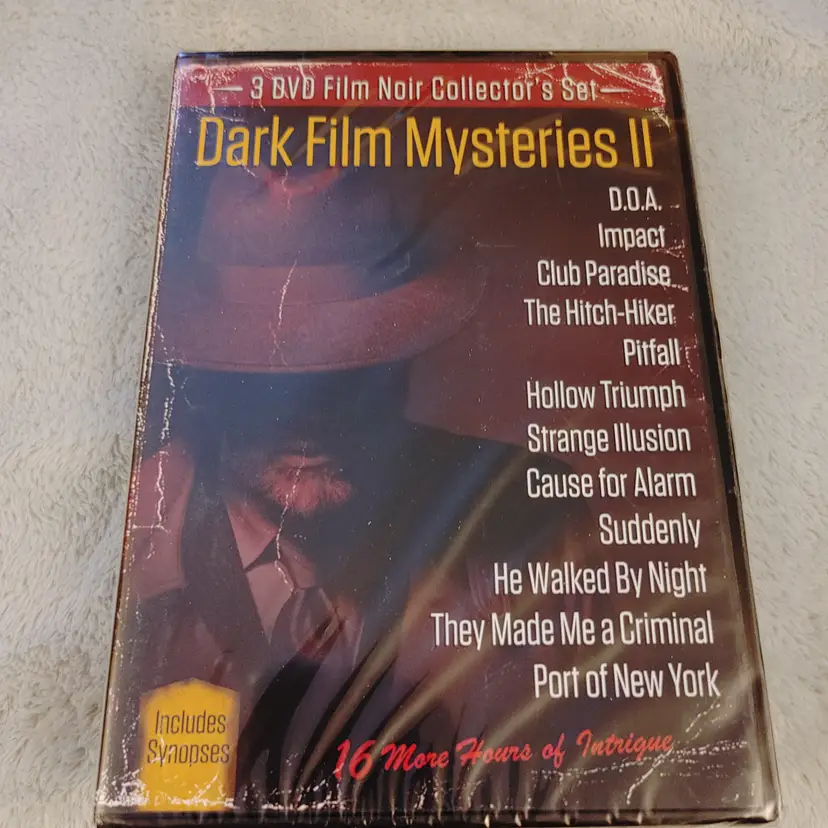 — 3 DVD Film Noir Collector's Set —
Dark Film Mysteries II
D.O.A.
Impact
Club Paradise
The Hitch-Hiker
Pitfall
Hollow Triumph
Strange Illusion
Cause for Alarm
Suddenly
He Walked By Night
They Made Me a Criminal
Port of New York
Includes
Synopses
16 More Hours of Intrigue